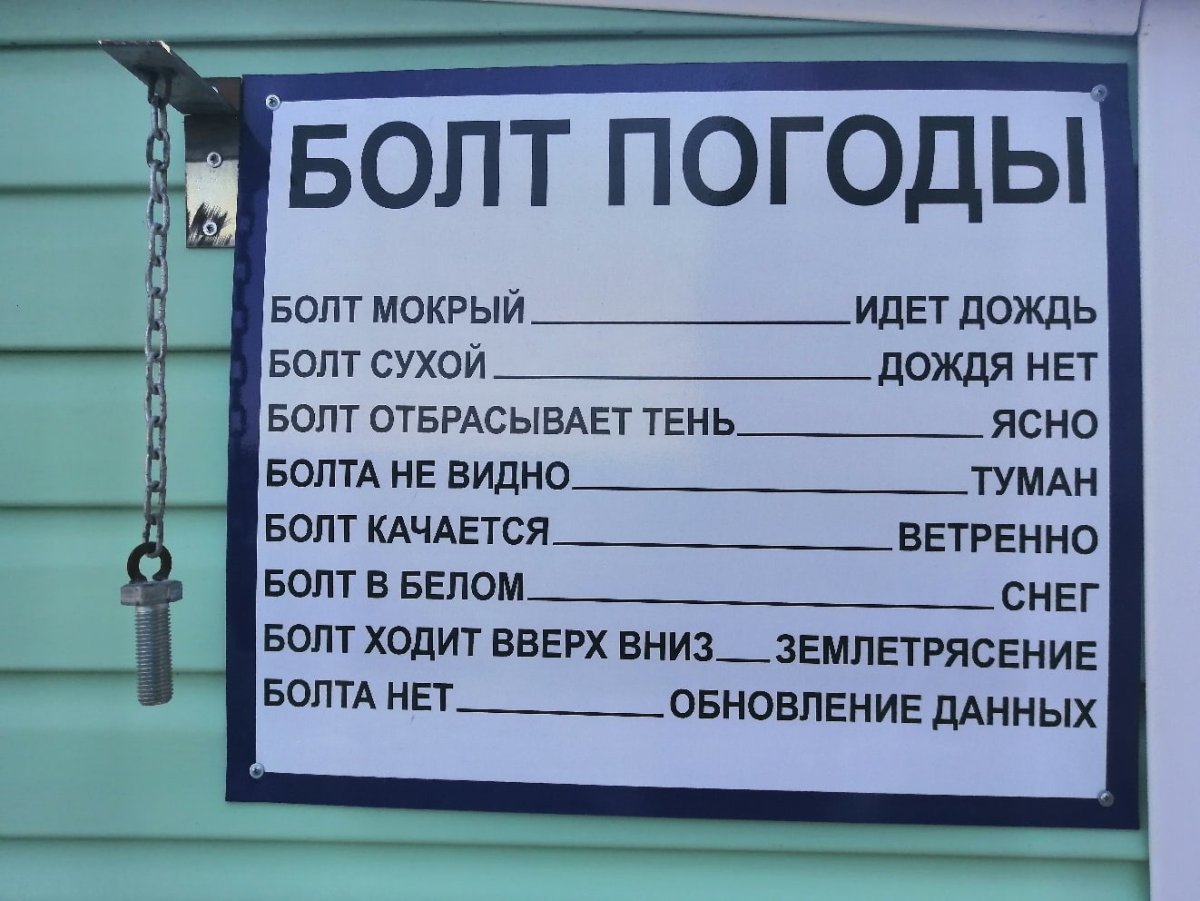 БОЛТ ПОГОДЫ
БОЛТ МОКРЫЙ ИДЕТ ДОЖДЬ
БОЛТ СУХОЙ ДОЖДЯ НЕТ
БОЛТ ОТБРАСЫВАЕТ ТЕНЬ ЯСНО
БОЛТА НЕ ВИДНО ТУМАН
БОЛТ КАЧАЕТСЯ ВЕТРЕННО
БОЛТ В БЕЛОМ СНЕГ
БОЛТ ХОДИТ ВВЕРХ ВНИЗ ЗЕМЛЕТРЯСЕНИЕ
БОЛТА НЕТ ОБНОВЛЕНИЕ ДАННЫХ